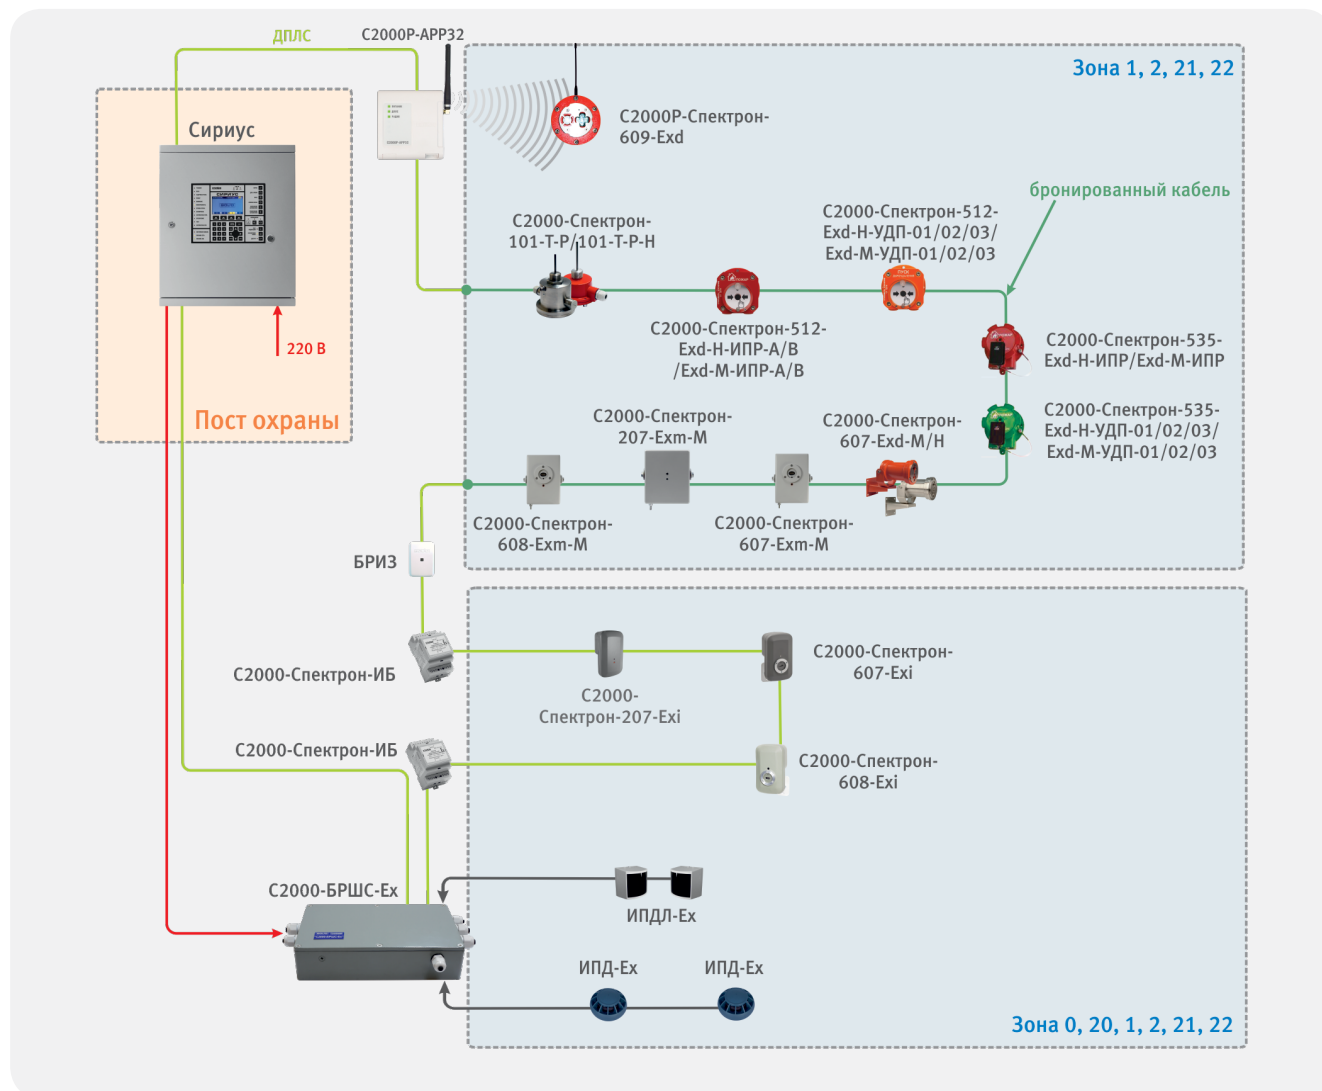 ДПЛС
С2000Р-АРР32
Зона 1, 2, 21, 22
С2000Р-Спектрон-
609-Exd
Сириус
СИРИУС
220 В
Пост охраны
бронированный кабель
С2000-Спектрон-
101-Т-Р/101-Т-Р-Н
С2000-Спектрон-512-
Exd-Н-УДП-01/02/03/
Exd-М-УДП-01/02/03
С2000-Спектрон-512-
Exd-Н-ИПР-А/В
/Exd-М-ИПР-А/В
С2000-Спектрон-535-
Exd-Н-ИПР/Exd-М-ИПР
С2000-Спектрон-535-
Exd-Н-УДП-01/02/03/
Exd-М-УДП-01/02/03
С2000-Спектрон-
207-Exm-М
С2000-Спектрон-
607-Exd-М/Н
С2000-Спектрон-
608-Exm-М
С2000-Спектрон-
607-Exm-М
БРИЗ
С2000-Спектрон-ИБ
С2000-
Спектрон-207-Exi
С2000-Спектрон-
607-Exi
С2000-Спектрон-ИБ
С2000-Спектрон-
608-Exi
С2000-БРШС-Ex
ИПДЛ-Ex
ИПД-Ex
ИПД-Ex
Зона 0, 20, 1, 2, 21, 22